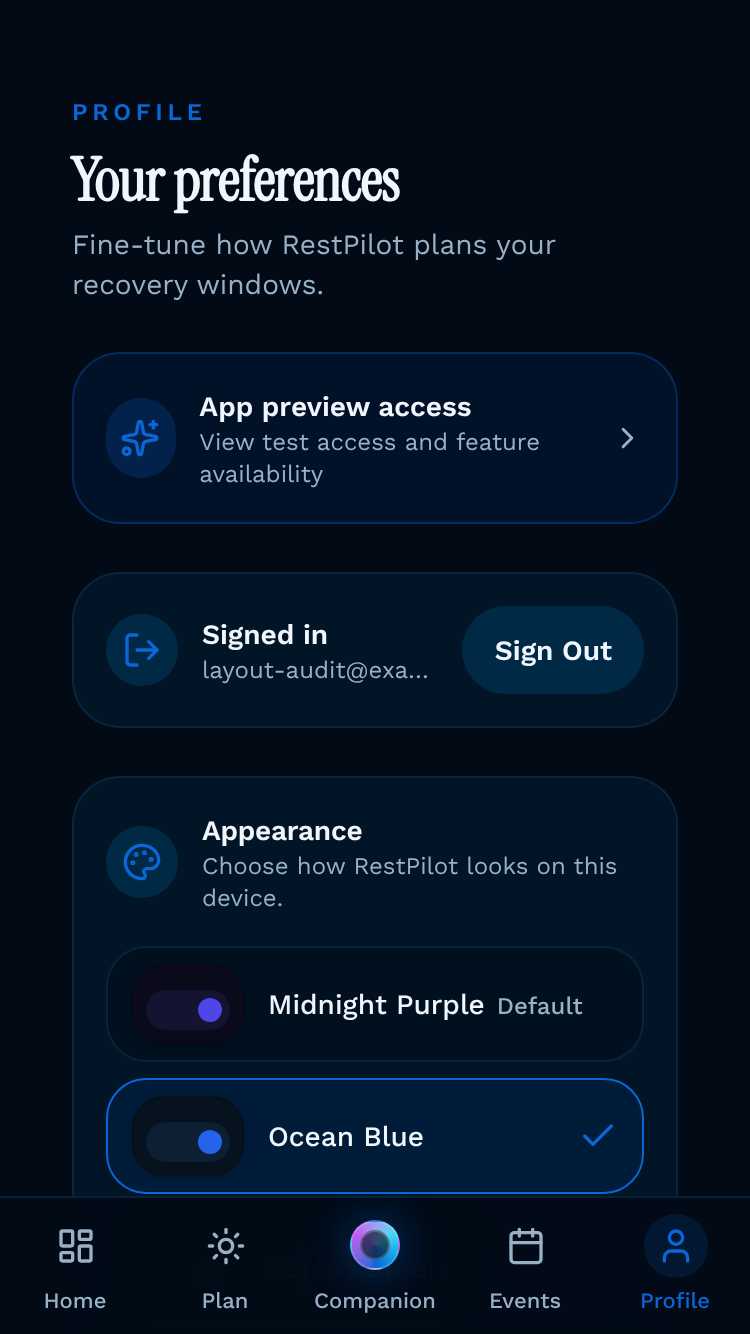 PROFILE
Your preferences
Fine-tune how RestPilot plans your
recovery windows.
App preview access
View test access and feature
availability
Signed in
layout-audit@exa...
Sign Out
Appearance
Choose how RestPilot looks on this
device.
Midnight Purple Default
Ocean Blue
Home
Plan
Companion
Events
Profile